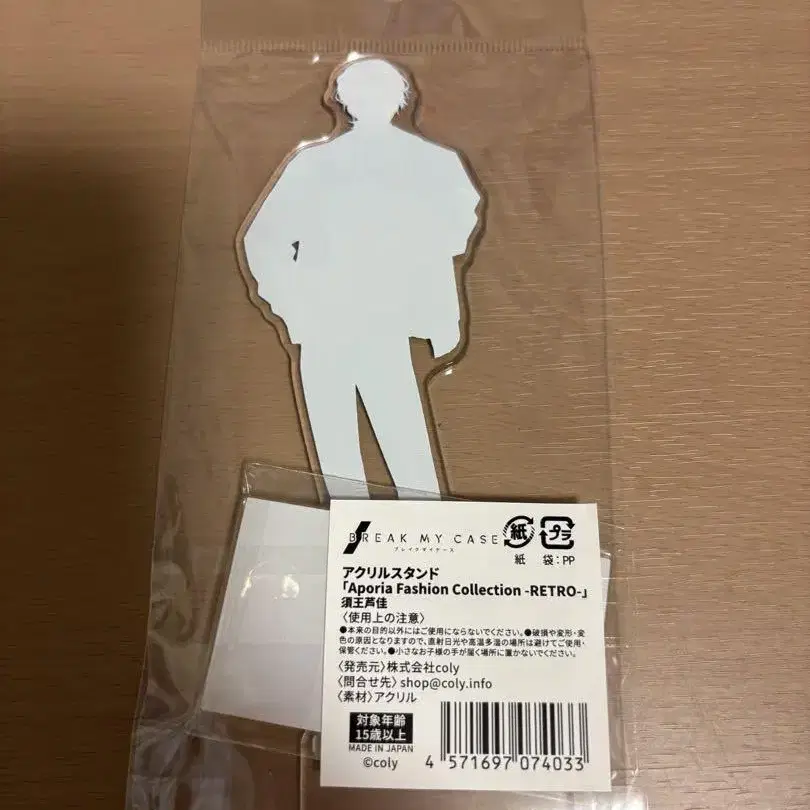 BREAK MY CASE
ブレイクマイケース
紙
プラ
紙 袋:PP
アクリルスタンド
「Aporia Fashion Collection -RETRO-」
須王芦佳
〈使用上の注意〉
●本来の目的以外にはご使用にならないでください。●破損や変形・変
色の原因となりますので、直射日光や高温多湿の場所は避けてご使用・
保管ください。●小さなお子様の手が届く場所に置かないでください。
〈発売元〉株式会社coly
〈問合せ先〉shop@coly.info
〈素材〉アクリル
対象年齢
15歳以上
MADE IN JAPAN
©coly
4 571697 074033